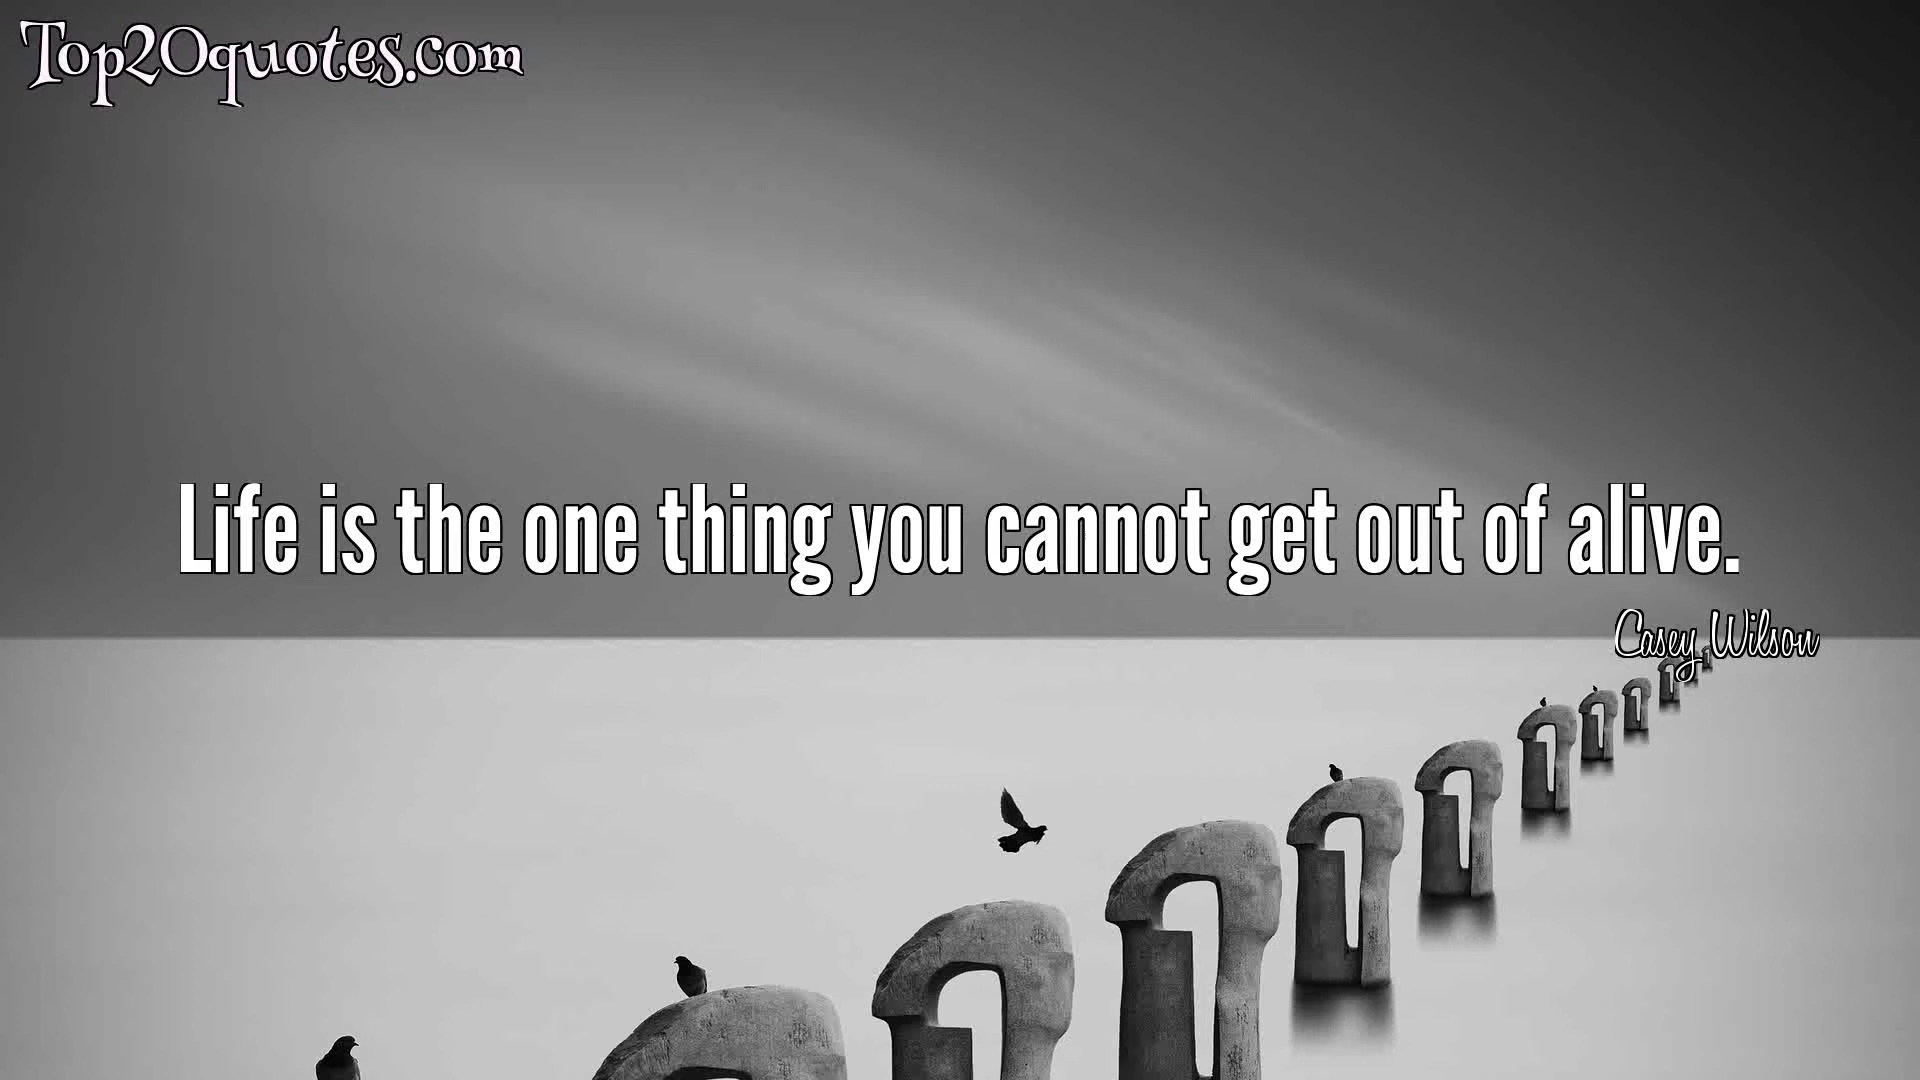 Top20quotes.com
Life is the one thing you cannot get out of alive.
Casey Wilson